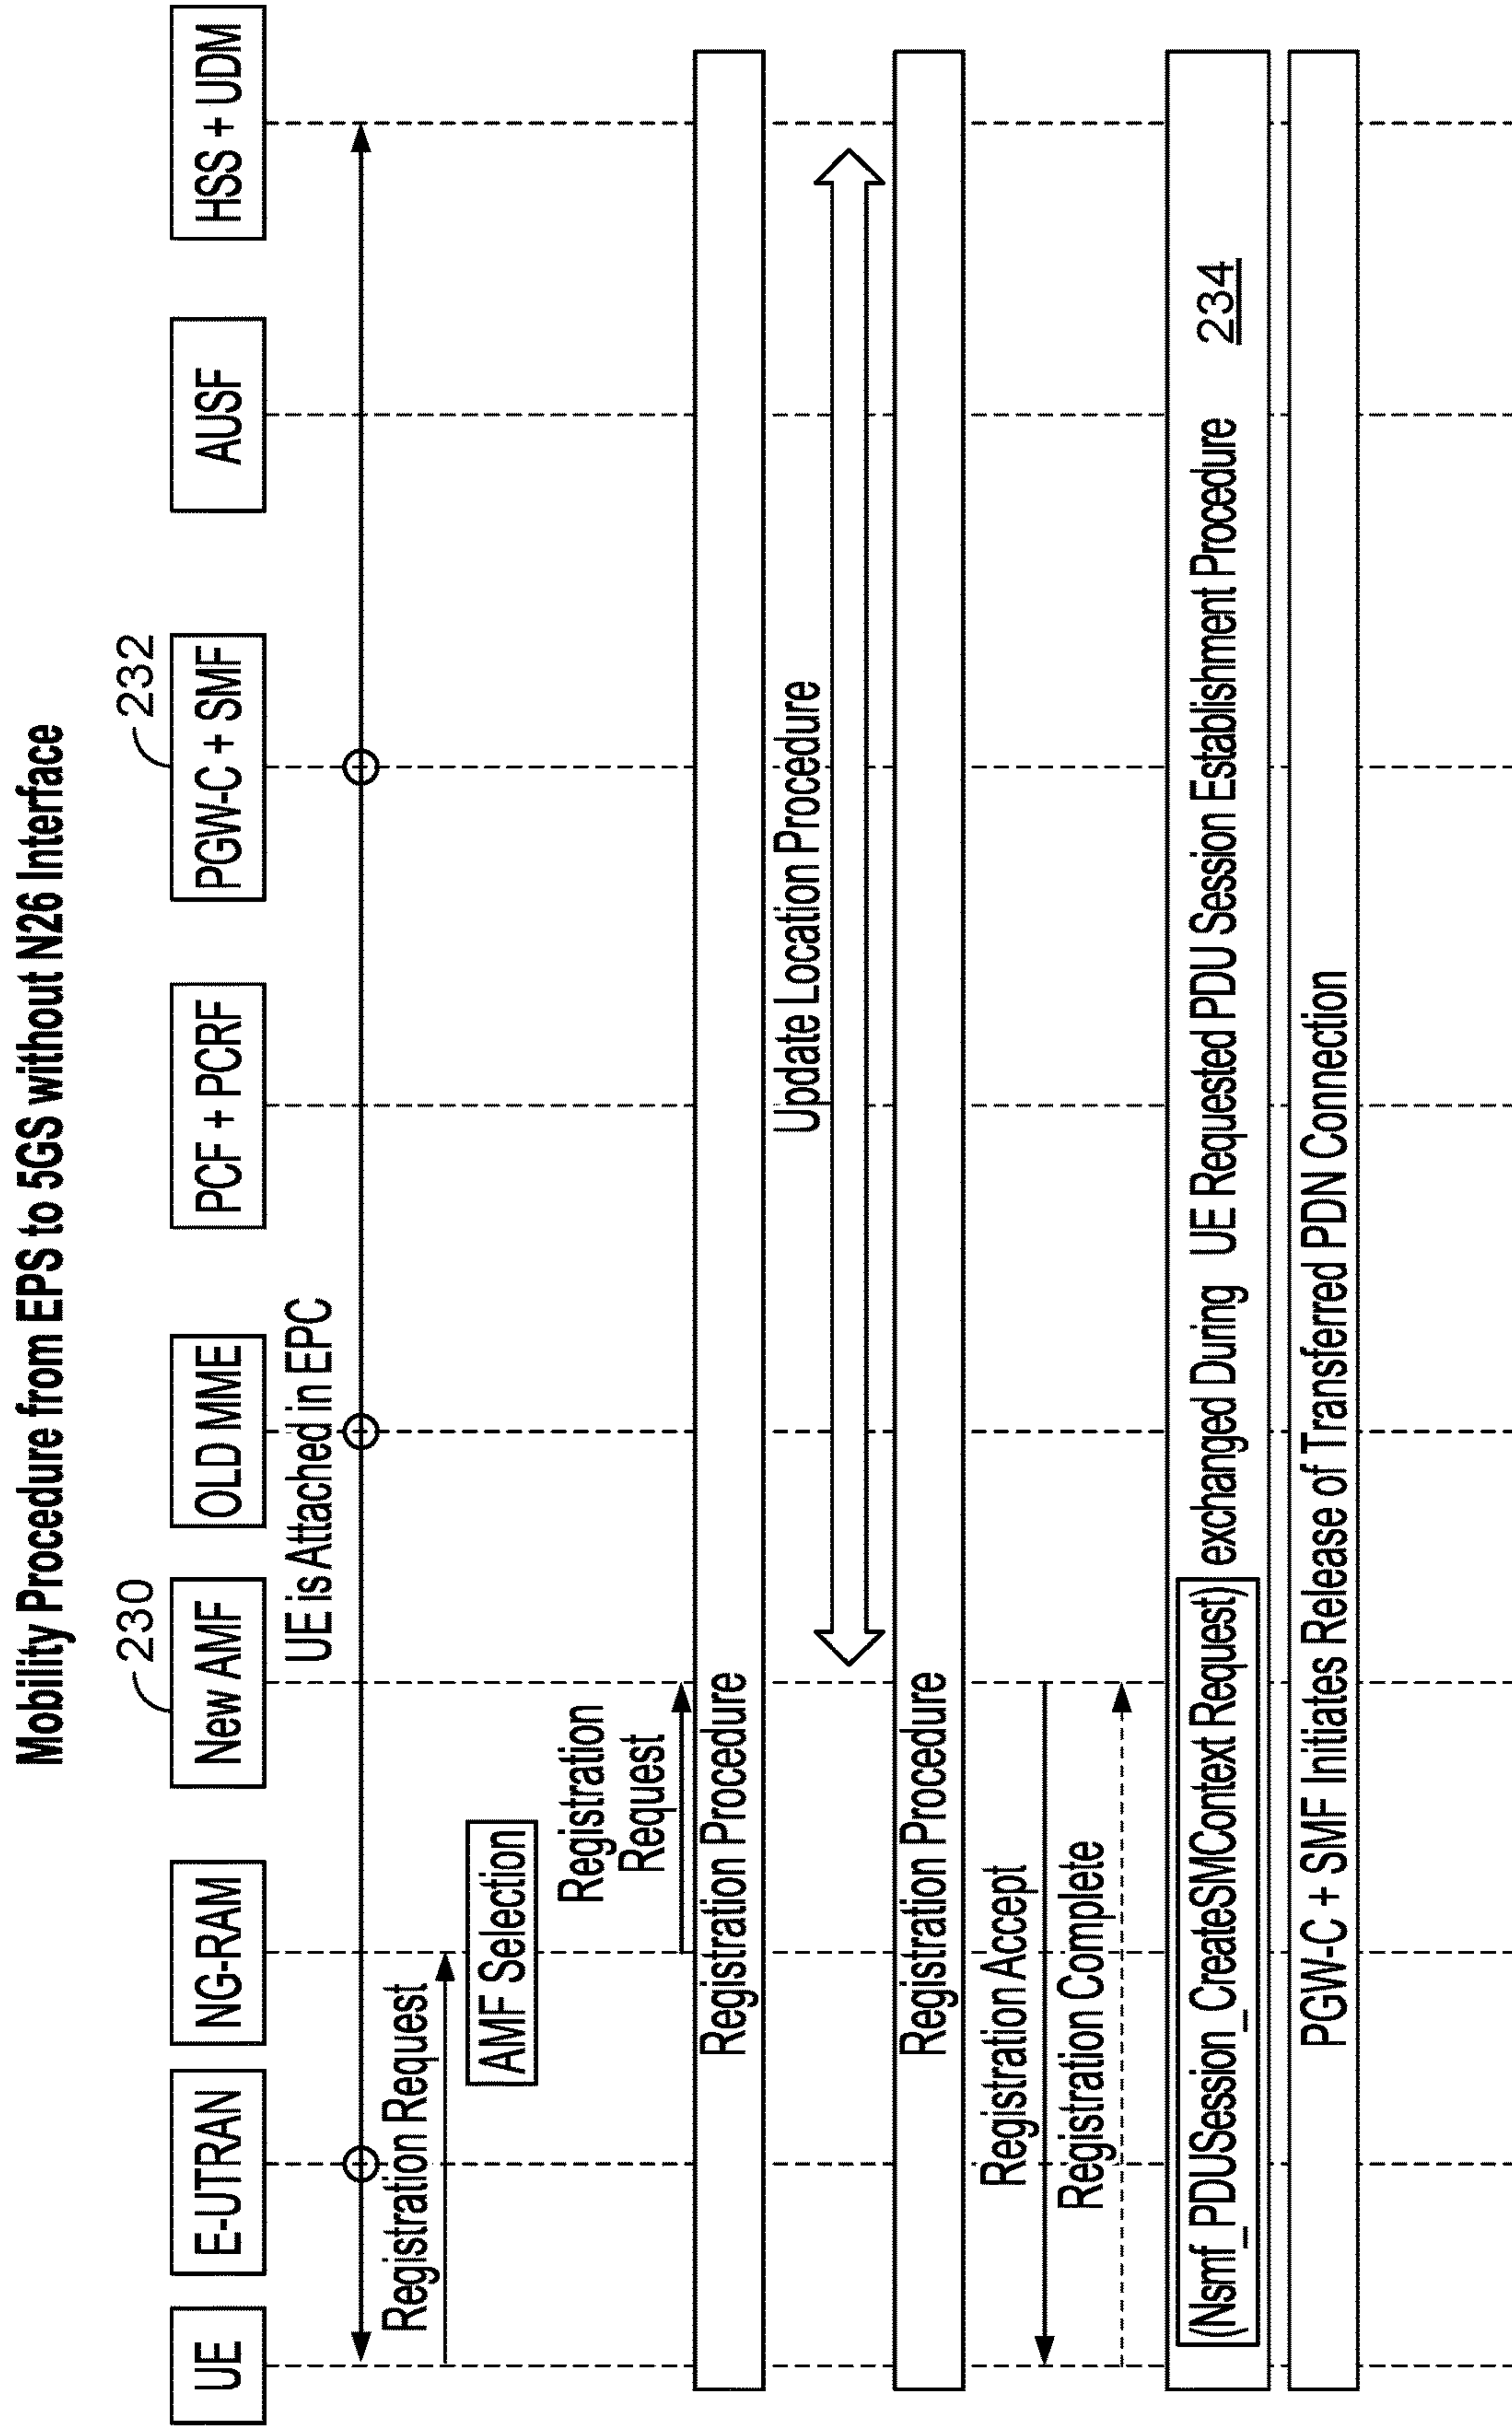 Mobility Procedure from EPS to 5GS without N26 Interface
230
232
UE
E-UTRAN
NG-RAM
New AMF
OLD MME
PCF + PCRF
PGW-C + SMF
AUSF
HSS + UDM
UE is Attached in EPC
Registration Request
AMF Selection
Registration
Request
Registration Procedure
Update Location Procedure
Registration Procedure
Registration Accept
Registration Complete
(Nsmf_PDUSession_CreateSMContext Request) exchanged During UE Requested PDU Session Establishment Procedure 234
PGW-C + SMF Initiates Release of Transferred PDN Connection